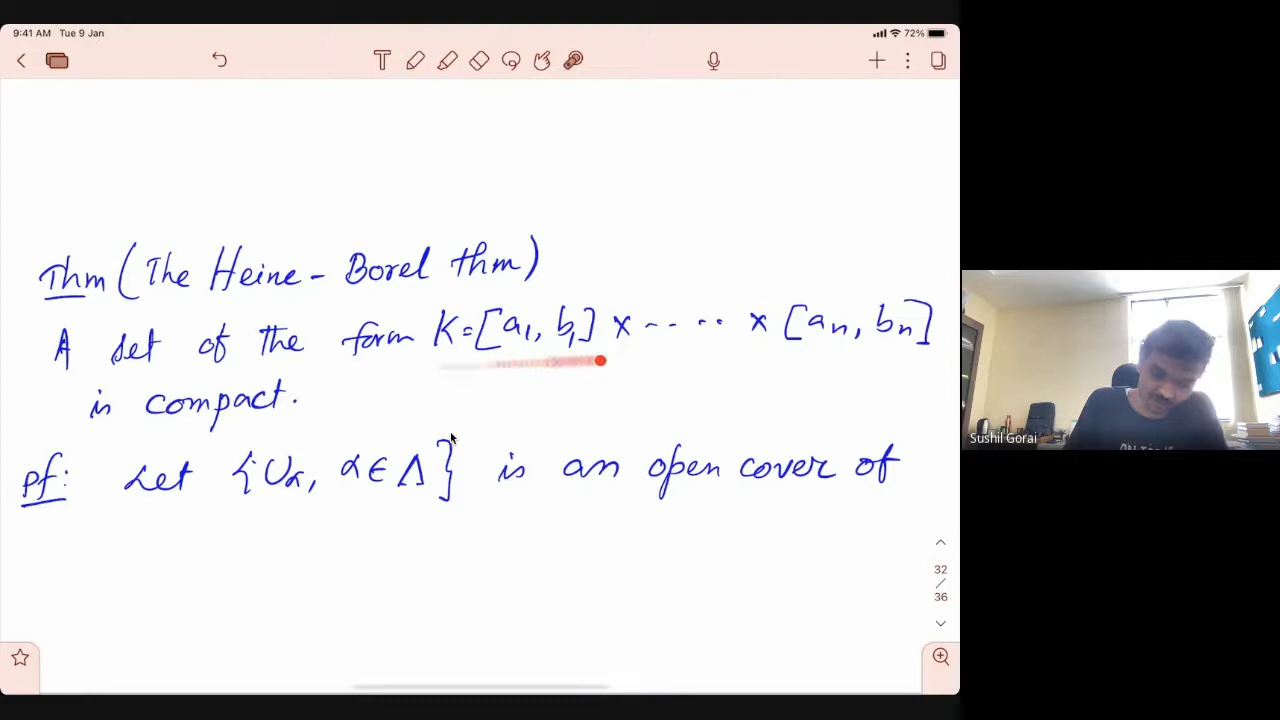 9:41 AM Tue 9 Jan
72%
T
Thm (The Heine - Borel thm)
A set of the form K = [a₁, b₁] x -- ·· x [aₙ, bₙ]
is compact.
Pf: Let {Uα, α ∈ Λ} is an open cover of
32
/
36
Sushil Gorai